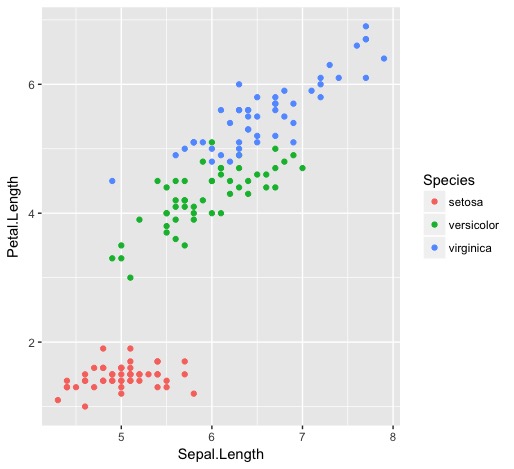 Petal.Length
6
4
2
5
6
7
8
Sepal.Length
Species
setosa
versicolor
virginica